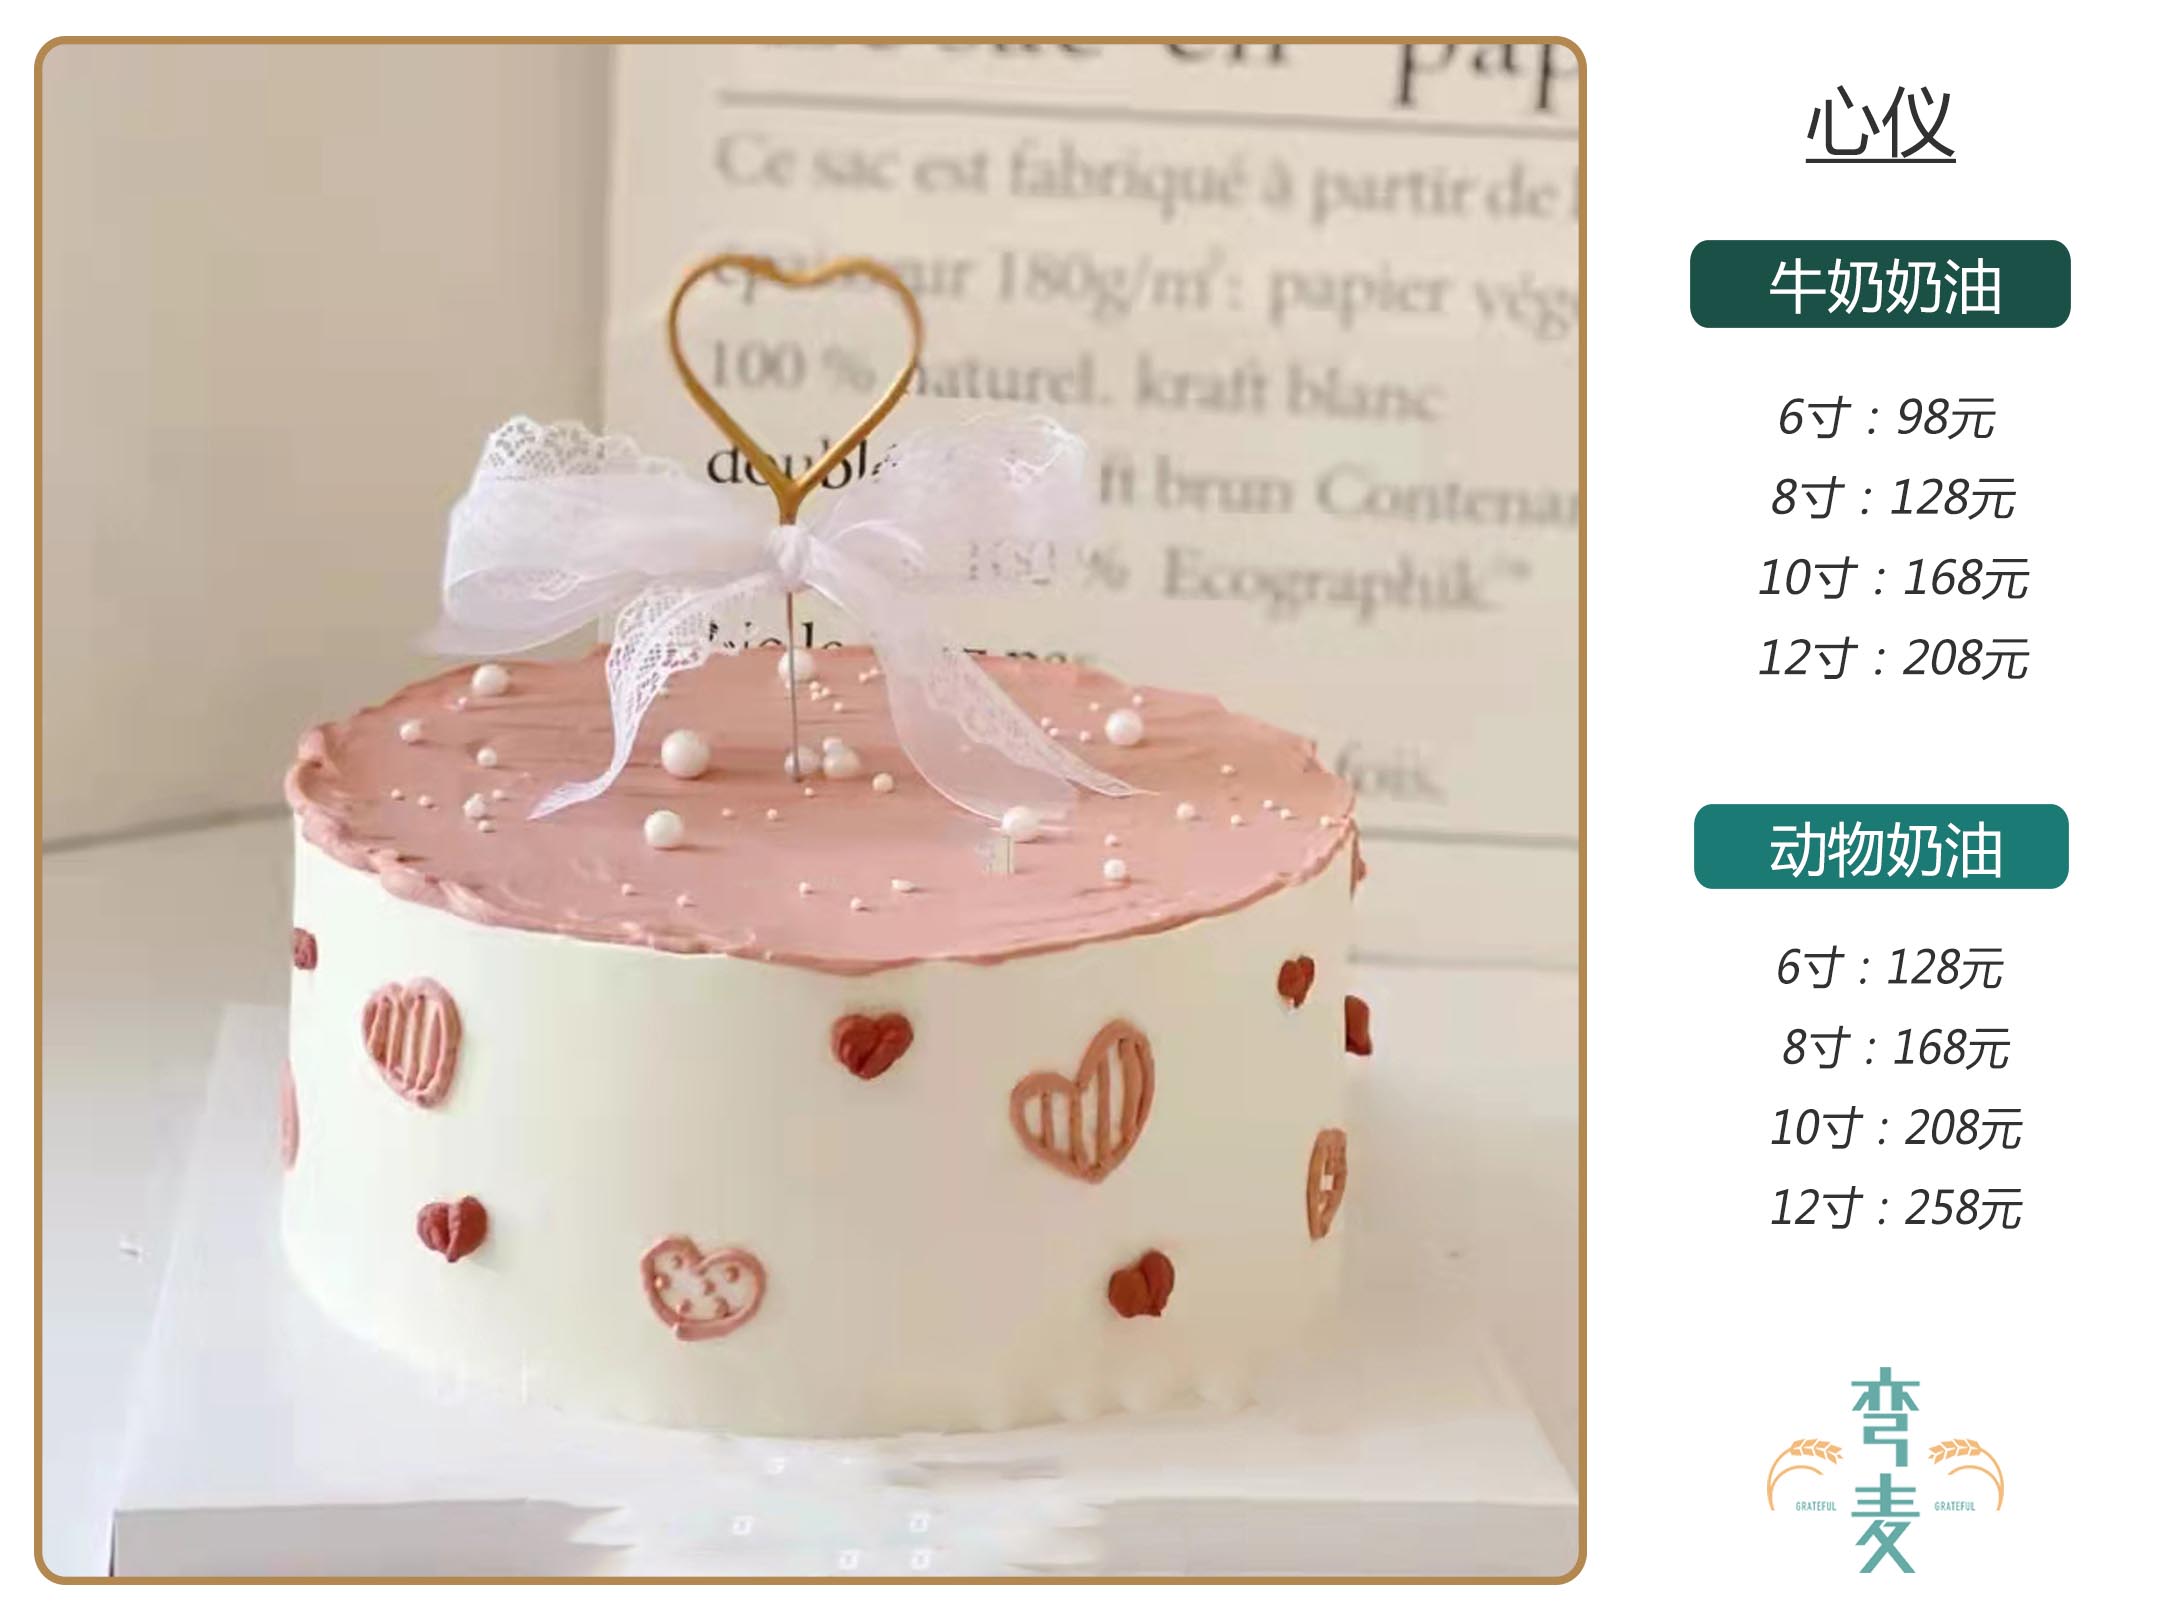 Ce sac est fabriqué à partir de
180g/m²: papier
100 % naturel. kraft blanc
brun
% Ecographik
fois.
心仪
牛奶奶油
6寸：98元
8寸：128元
10寸：168元
12寸：208元
动物奶油
6寸：128元
8寸：168元
10寸：208元
12寸：258元
弯麦
GRATEFUL GRATEFUL